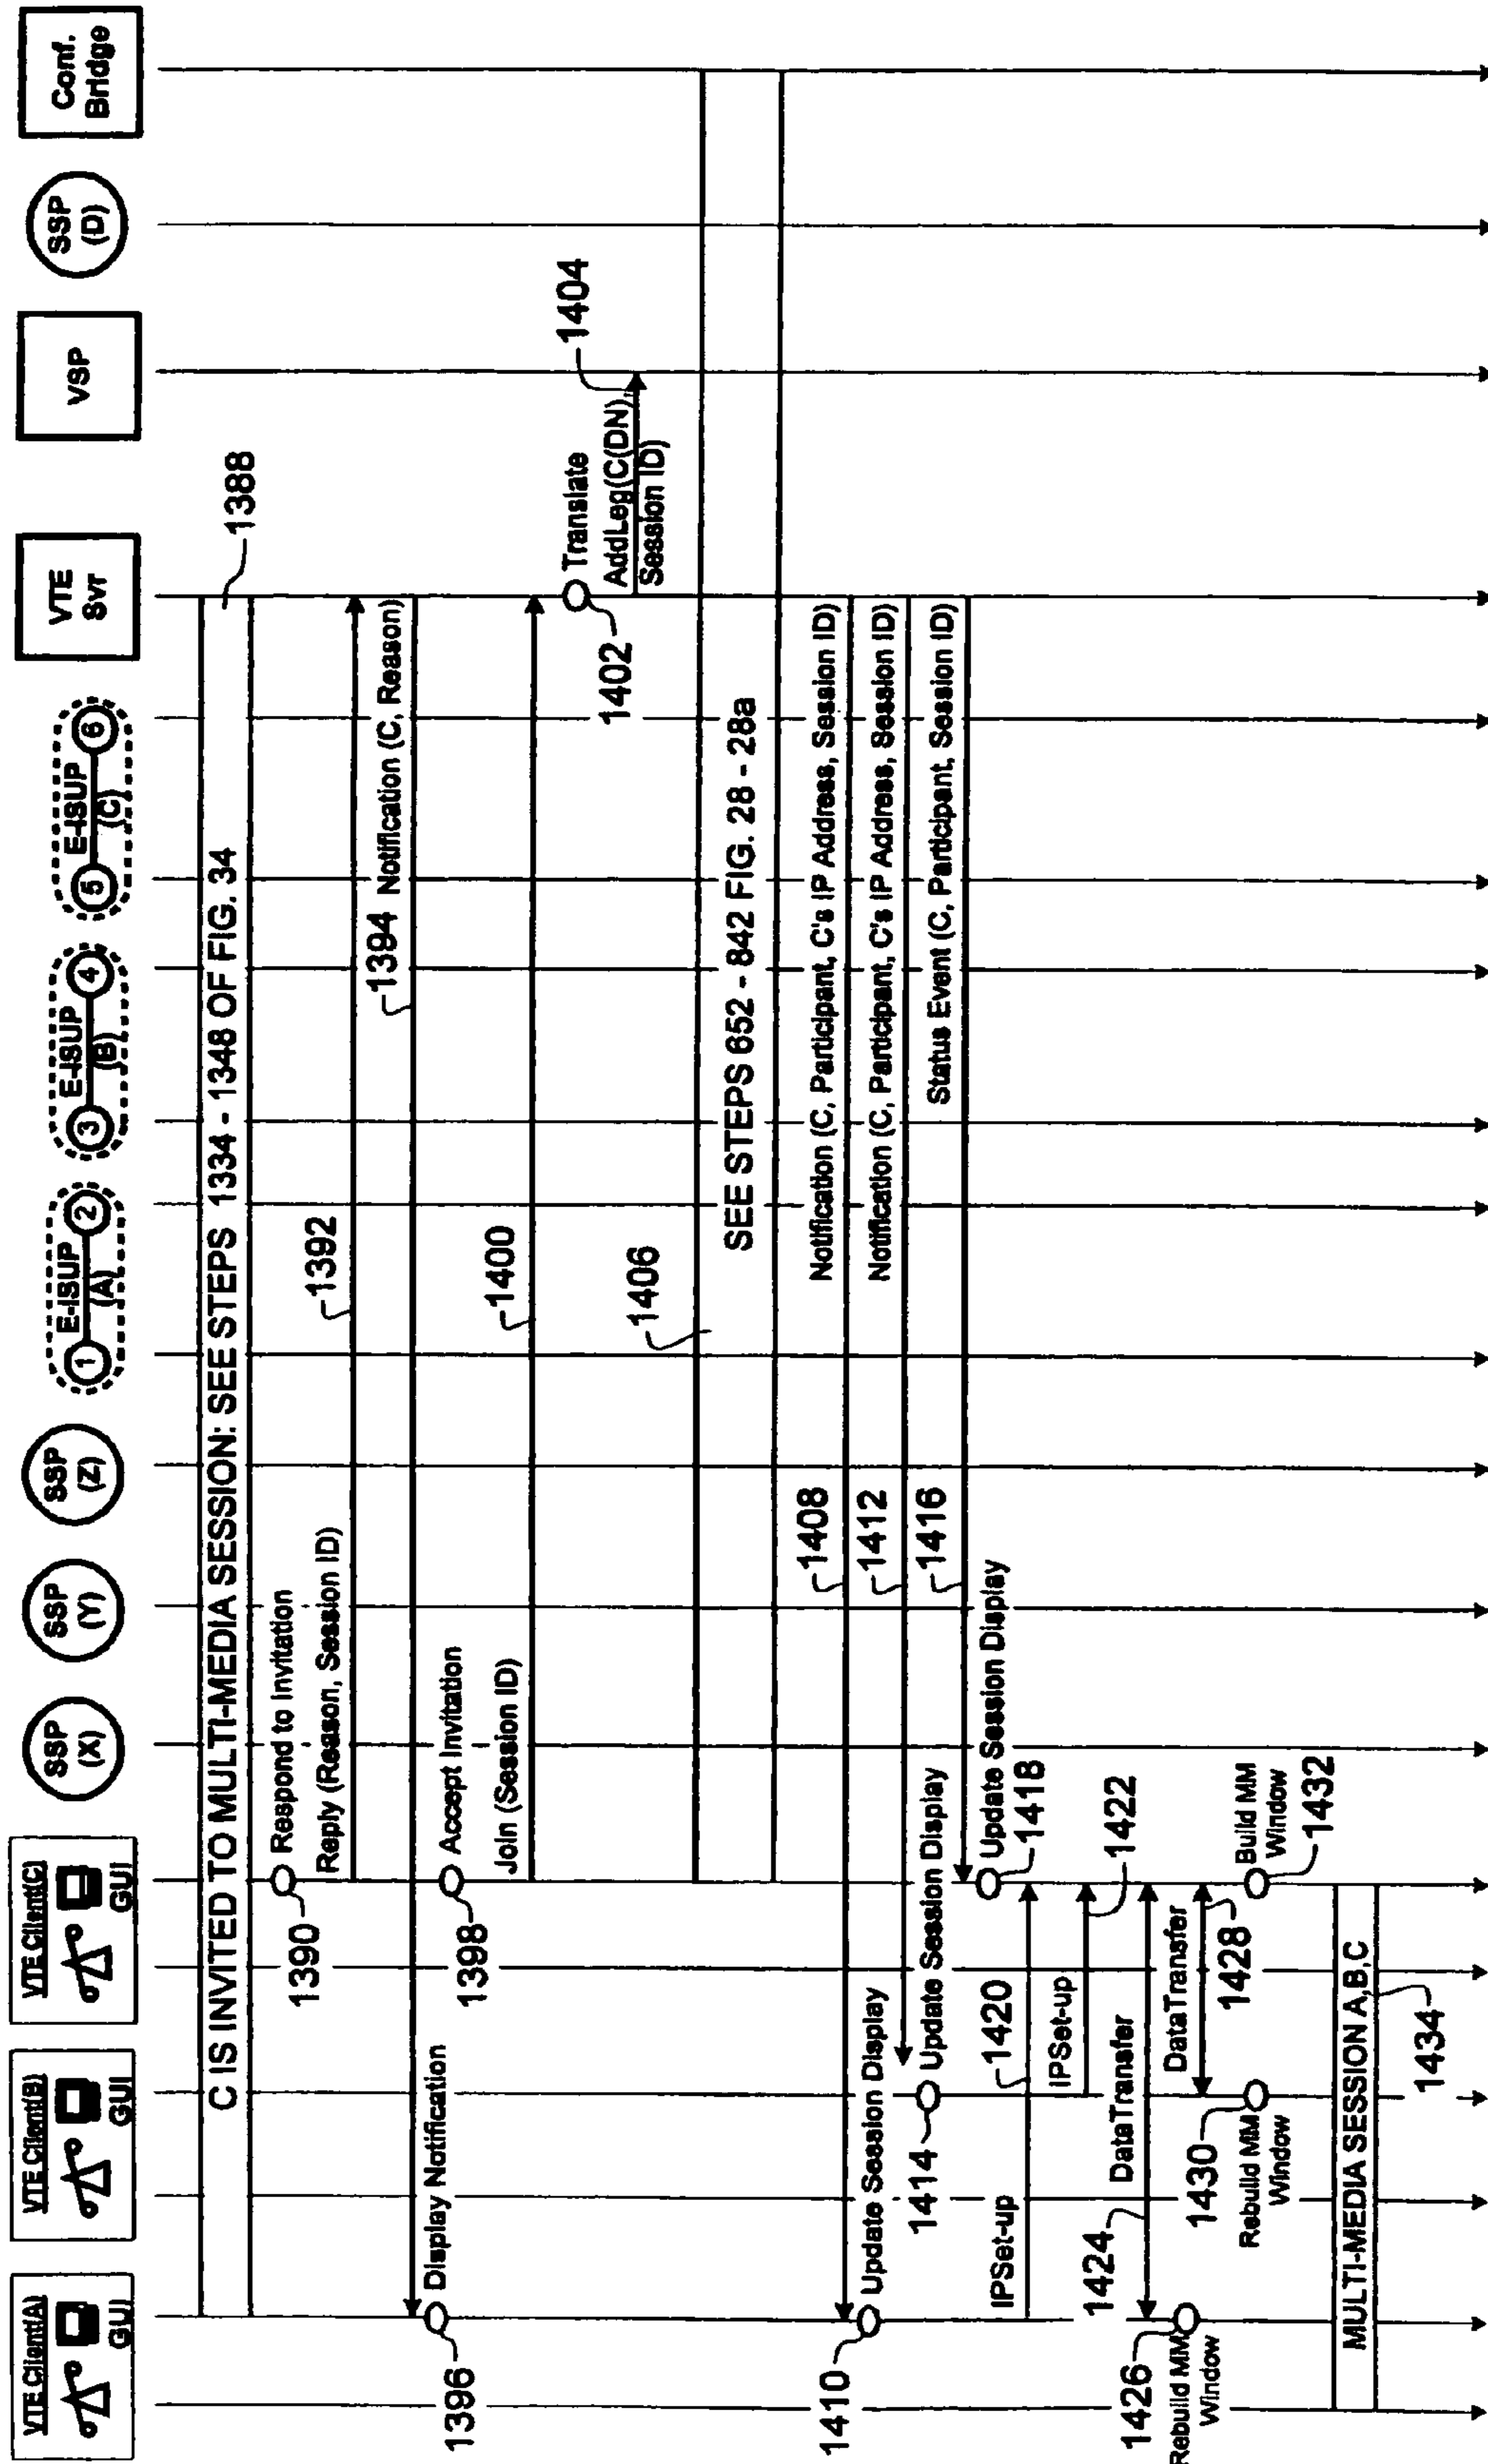 VTE Client(A)
GUI
VTE Client(B)
GUI
VTE Client(C)
GUI
SSP
(X)
SSP
(Y)
SSP
(Z)
E-ISUP
1
2
(A)
E-ISUP
3
4
(B)
E-ISUP
5
6
(C)
VTE
Svr
VSP
SSP
(D)
Conf.
Bridge
C IS INVITED TO MULTI-MEDIA SESSION: SEE STEPS 1334 - 1348 OF FIG. 34
1388
1390
Respond to Invitation
Reply (Reason, Session ID)
1392
1394
Notification (C, Reason)
Display Notification
1396
1398
Accept Invitation
Join (Session ID)
1400
Translate
1402
AddLeg(C(DN),
Session ID)
1404
1406
SEE STEPS 652 - 842 FIG. 28 - 28a
1408
Notification (C, Participant, C's IP Address, Session ID)
Update Session Display
1410
1412
Notification (C, Participant, C's IP Address, Session ID)
Update Session Display
1414
1416
Status Event (C, Participant, Session ID)
Update Session Display
1418
IPSet-up
1420
IPSet-up
1422
1424
DataTransfer
1426
Rebuild MM
Window
DataTransfer
1428
1430
Rebuild MM
Window
Build MM
Window
1432
MULTI-MEDIA SESSION A,B,C
1434